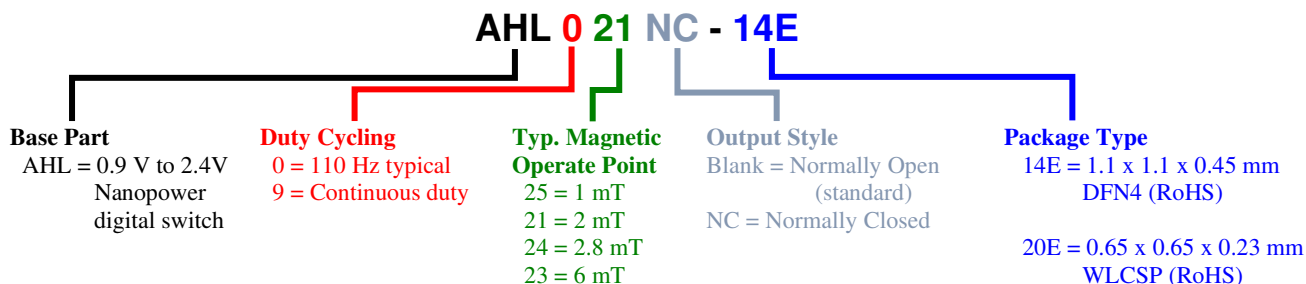 AHL 0 21 NC - 14E
Base Part
AHL = 0.9 V to 2.4V
Nanopower
digital switch
Duty Cycling
0 = 110 Hz typical
9 = Continuous duty
Typ. Magnetic
Operate Point
25 = 1 mT
21 = 2 mT
24 = 2.8 mT
23 = 6 mT
Output Style
Blank = Normally Open
(standard)
NC = Normally Closed
Package Type
14E = 1.1 x 1.1 x 0.45 mm
DFN4 (RoHS)
20E = 0.65 x 0.65 x 0.23 mm
WLCSP (RoHS)